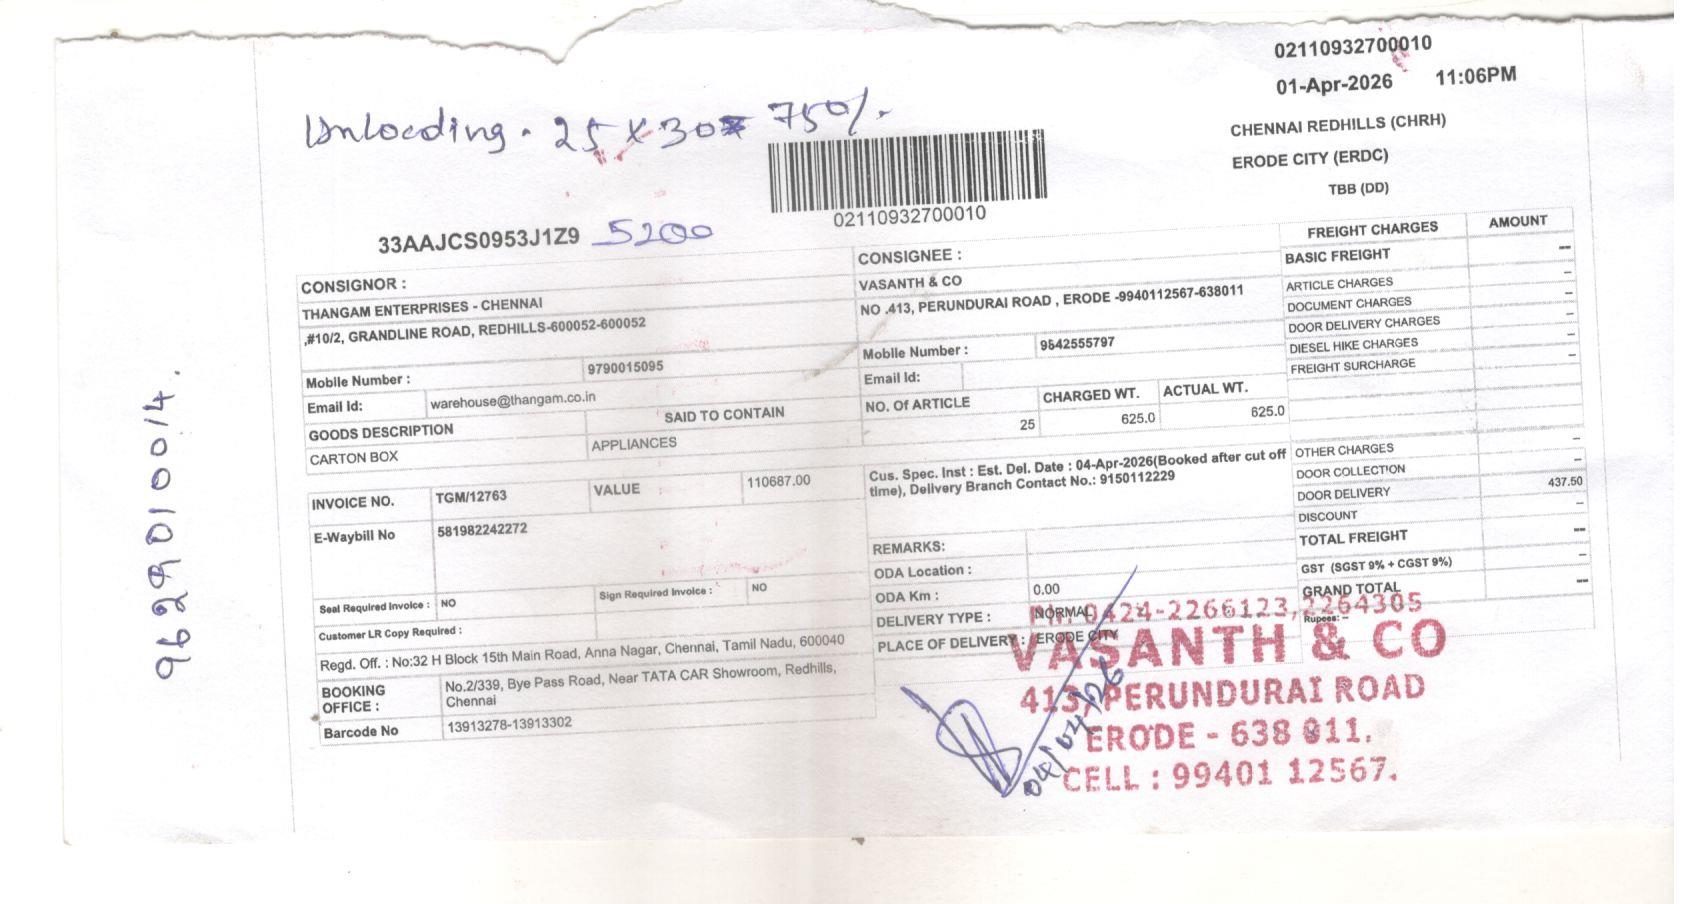 02110932700010
01-Apr-2026 11:06PM
CHENNAI REDHILLS (CHRH)
ERODE CITY (ERDC)
TBB (DD)
Unloading. 25 X 30 = 750/.
02110932700010
33AAJCS0953J1Z9 5200
CONSIGNOR :
THANGAM ENTERPRISES - CHENNAI
,#10/2, GRANDLINE ROAD, REDHILLS-600052-600052
Mobile Number : 9790015095
Email Id: warehouse@thangam.co.in
GOODS DESCRIPTION SAID TO CONTAIN
CARTON BOX APPLIANCES
INVOICE NO. TGM/12763 VALUE 110687.00
E-Waybill No 581982242272
Seal Required Invoice : NO Sign Required Invoice : NO
Customer LR Copy Required :
Regd. Off. : No:32 H Block 15th Main Road, Anna Nagar, Chennai, Tamil Nadu, 600040
BOOKING OFFICE : No.2/339, Bye Pass Road, Near TATA CAR Showroom, Redhills,
Chennai
Barcode No 13913278-13913302
CONSIGNEE :
VASANTH & CO
NO .413, PERUNDURAI ROAD , ERODE -9940112567-638011
Mobile Number : 9842555797
Email Id:
NO. Of ARTICLE CHARGED WT. ACTUAL WT.
25 625.0 625.0
Cus. Spec. Inst : Est. Del. Date : 04-Apr-2026(Booked after cut off
time), Delivery Branch Contact No.: 9150112229
REMARKS:
ODA Location :
ODA Km : 0.00
DELIVERY TYPE : NORMAL
PLACE OF DELIVERY : ERODE CITY
FREIGHT CHARGES AMOUNT
BASIC FREIGHT --
ARTICLE CHARGES –
DOCUMENT CHARGES –
DOOR DELIVERY CHARGES –
DIESEL HIKE CHARGES –
FREIGHT SURCHARGE –
OTHER CHARGES –
DOOR COLLECTION –
DOOR DELIVERY 437.50
DISCOUNT –
TOTAL FREIGHT --
GST (SGST 9% + CGST 9%) –
GRAND TOTAL --
Rupees: --
0424-2266123,2264305
VASANTH & CO
413, PERUNDURAI ROAD
ERODE - 638 011.
CELL : 99401 12567.
04/04/26
9629010014.